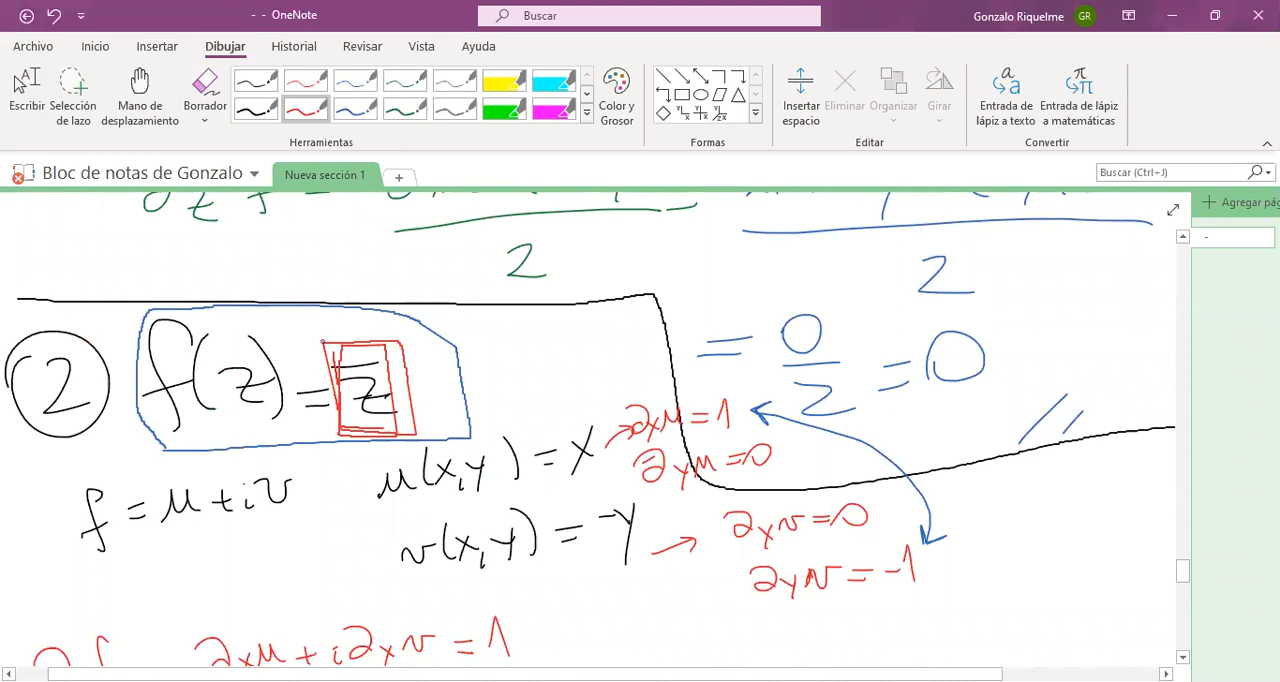 - - OneNote
Buscar
Gonzalo Riquelme GR
Archivo Inicio Insertar Dibujar Historial Revisar Vista Ayuda
Escribir Selección de lazo Mano de desplazamiento Borrador Color y Grosor Insertar espacio Eliminar Organizar Girar Entrada de lápiz a texto Entrada de lápiz a matemáticas
Herramientas Formas Editar Convertir
Bloc de notas de Gonzalo Nueva sección 1 Buscar (Ctrl+J)
Agregar pág
-
2
2
= 0/2 = 0 //
② f(z) = z̅
f = u + iv
u(x,y) = x → ∂xu = 1
∂yu = 0
v(x,y) = -y → ∂xv = 0
∂yv = -1
∂xu + i∂xv = 1